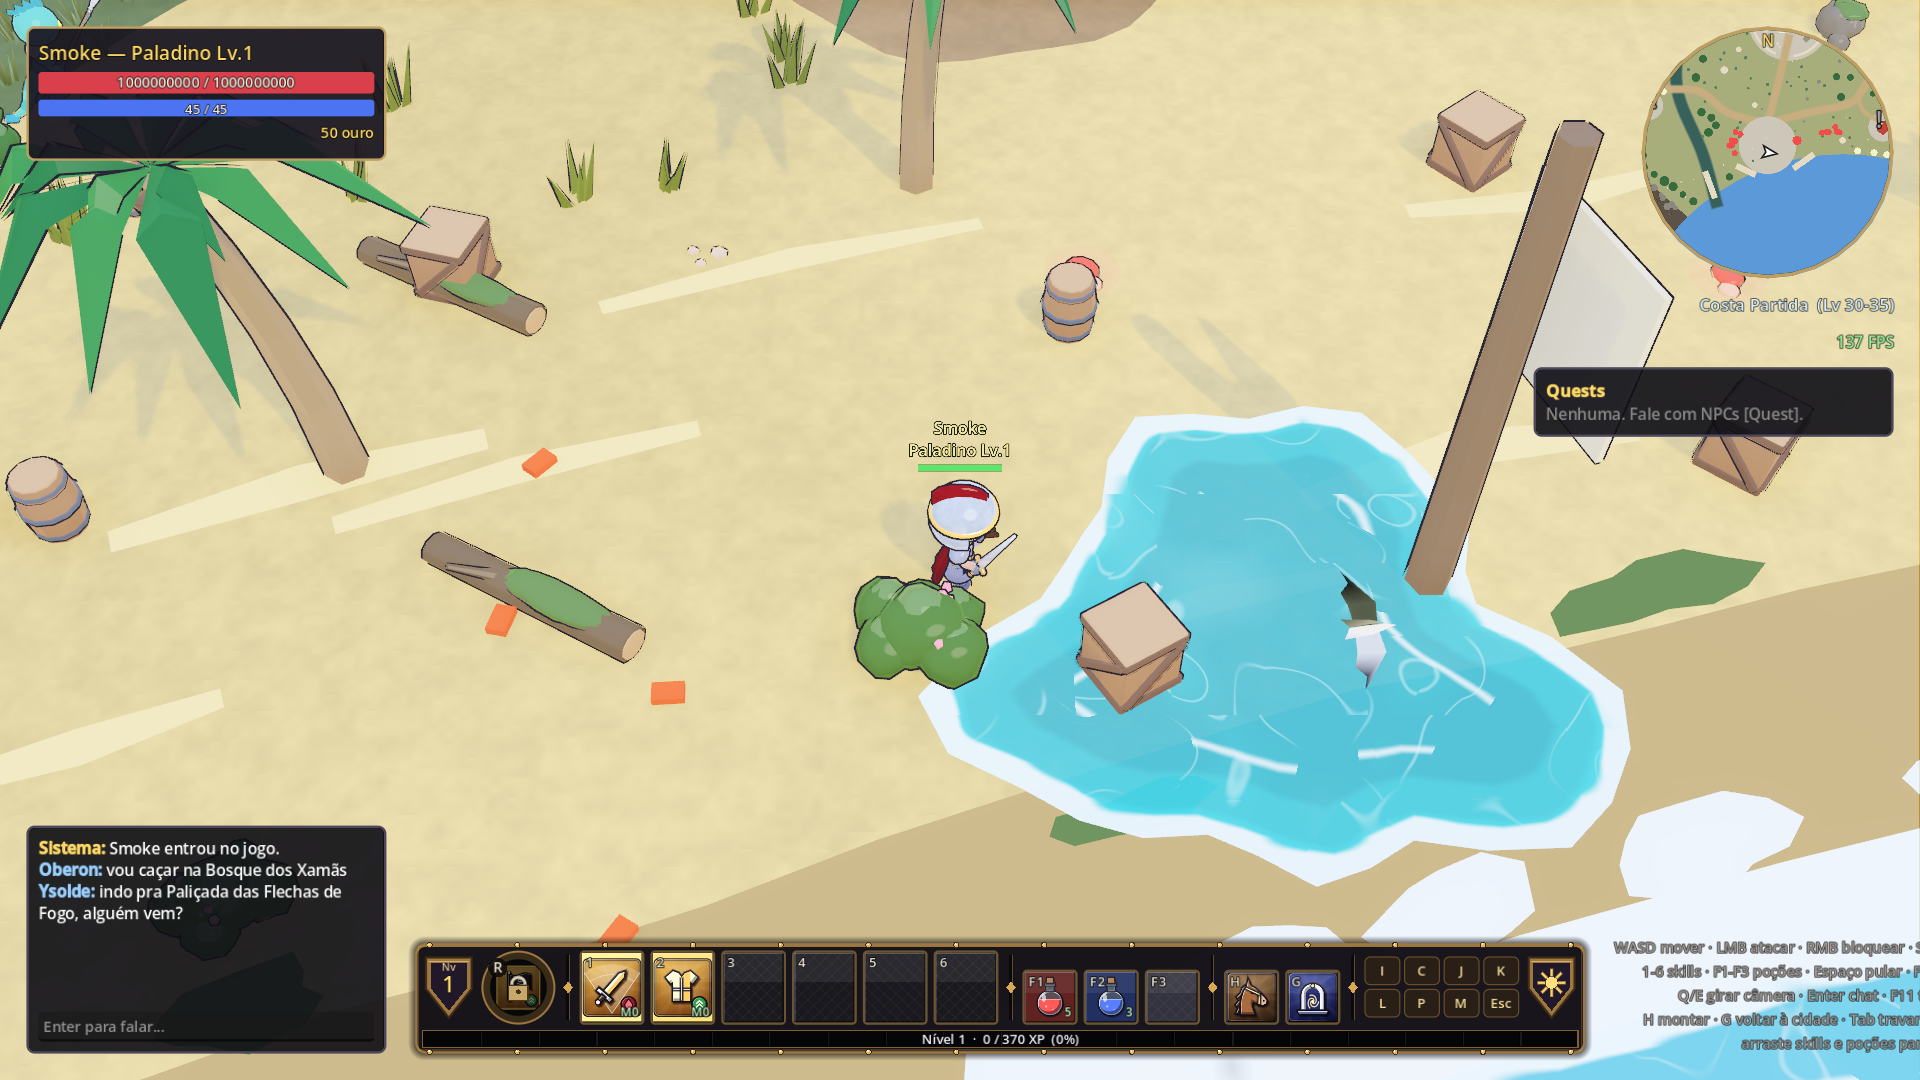 Smoke — Paladino Lv.1
1000000000 / 1000000000
45 / 45
50 ouro
N
!
Costa Partida (Lv 30-35)
137 FPS
Quests
Nenhuma. Fale com NPCs [Quest].
Smoke
Paladino Lv.1
Sistema: Smoke entrou no jogo.
Oberon: vou caçar na Bosque dos Xamãs
Ysolde: indo pra Paliçada das Flechas de
Fogo, alguém vem?
Enter para falar...
Nv
1
R
1 M0
2 M0
3
4
5
6
F1 5
F2 3
F3
H
G
I C J K
L P M Esc
Nível 1 · 0 / 370 XP (0%)
WASD mover · LMB atacar · RMB bloquear · S
1-6 skills · F1-F3 poções · Espaço pular · F
Q/E girar câmera · Enter chat · F11
H montar · G voltar à cidade · Tab travar
arraste skills e poções pa